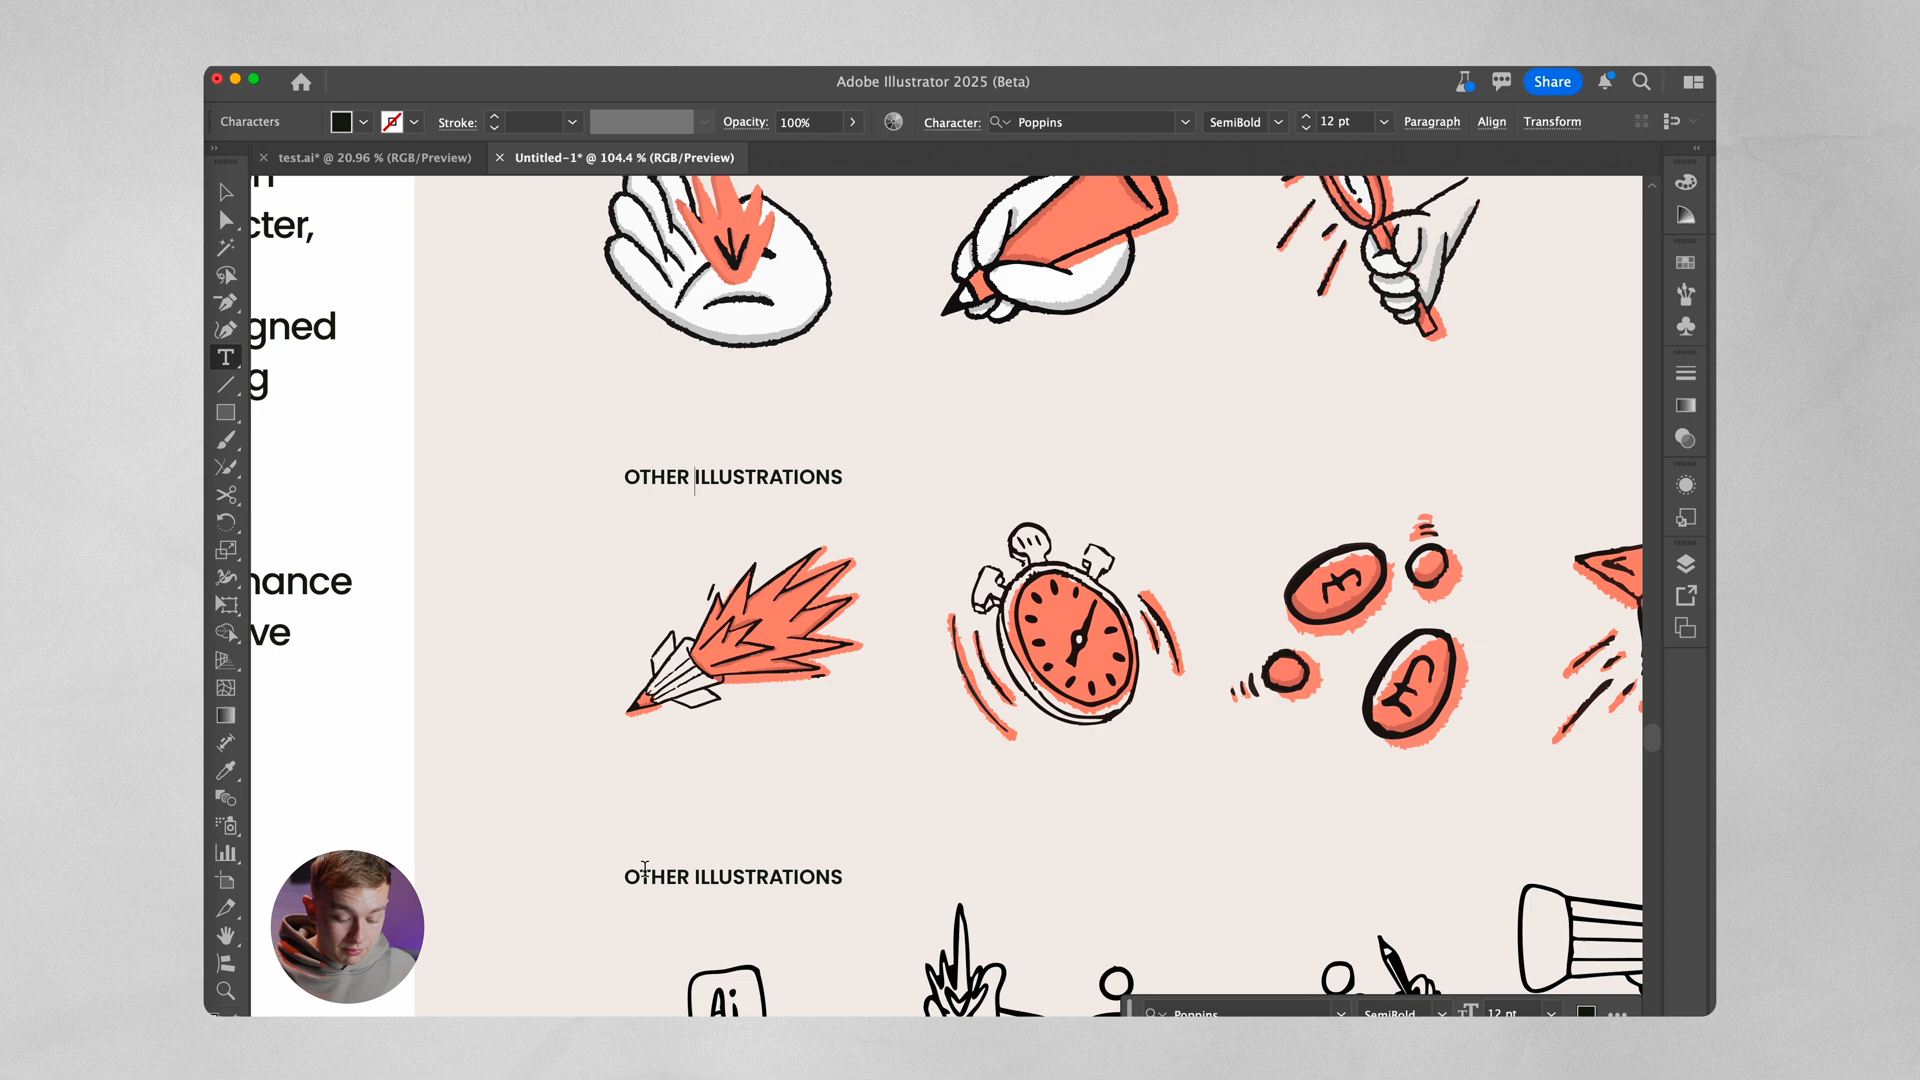 Adobe Illustrator 2025 (Beta)
Share
Characters
Stroke:
Opacity:
100%
Character:
Poppins
SemiBold
12 pt
Paragraph
Align
Transform
test.ai* @ 20.96 % (RGB/Preview)
Untitled-1* @ 104.4 % (RGB/Preview)
cter,
gned
g
nance
ve
OTHER ILLUSTRATIONS
£
£
OTHER ILLUSTRATIONS
Ai
Poppins
SemiBold
12 pt